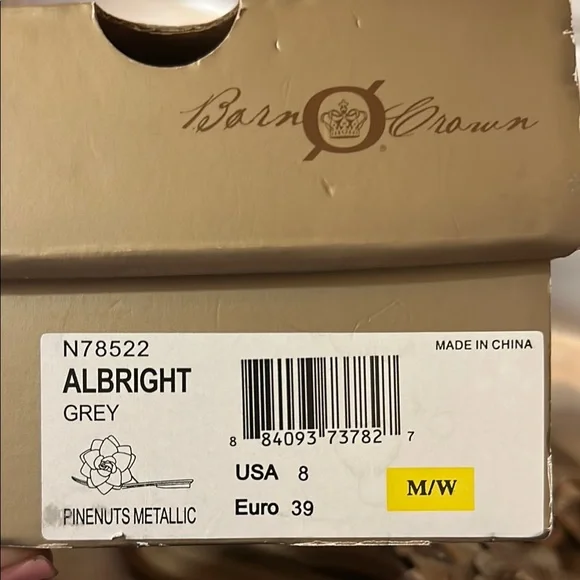 Born Crown
N78522
MADE IN CHINA
ALBRIGHT
GREY
8 84093 73782 7
USA 8
M/W
Euro 39
PINENUTS METALLIC